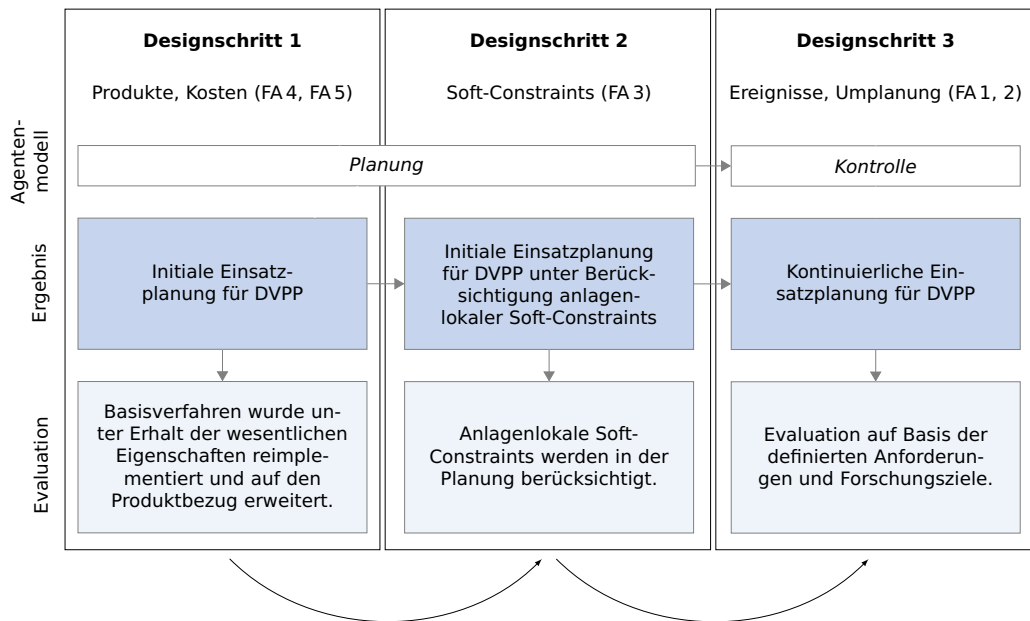 Designschritt 1
Designschritt 2
Designschritt 3
Produkte, Kosten (FA 4, FA 5)
Soft-Constraints (FA 3)
Ereignisse, Umplanung (FA 1, 2)
Agenten-
modell
Planung
Kontrolle
Ergebnis
Initiale Einsatz-
planung für DVPP
Initiale Einsatzplanung
für DVPP unter Berück-
sichtigung anlagen-
lokaler Soft-Constraints
Kontinuierliche Ein-
satzplanung für DVPP
Evaluation
Basisverfahren wurde un-
ter Erhalt der wesentlichen
Eigenschaften reimple-
mentiert und auf den
Produktbezug erweitert.
Anlagenlokale Soft-
Constraints werden in der
Planung berücksichtigt.
Evaluation auf Basis der
definierten Anforderun-
gen und Forschungsziele.